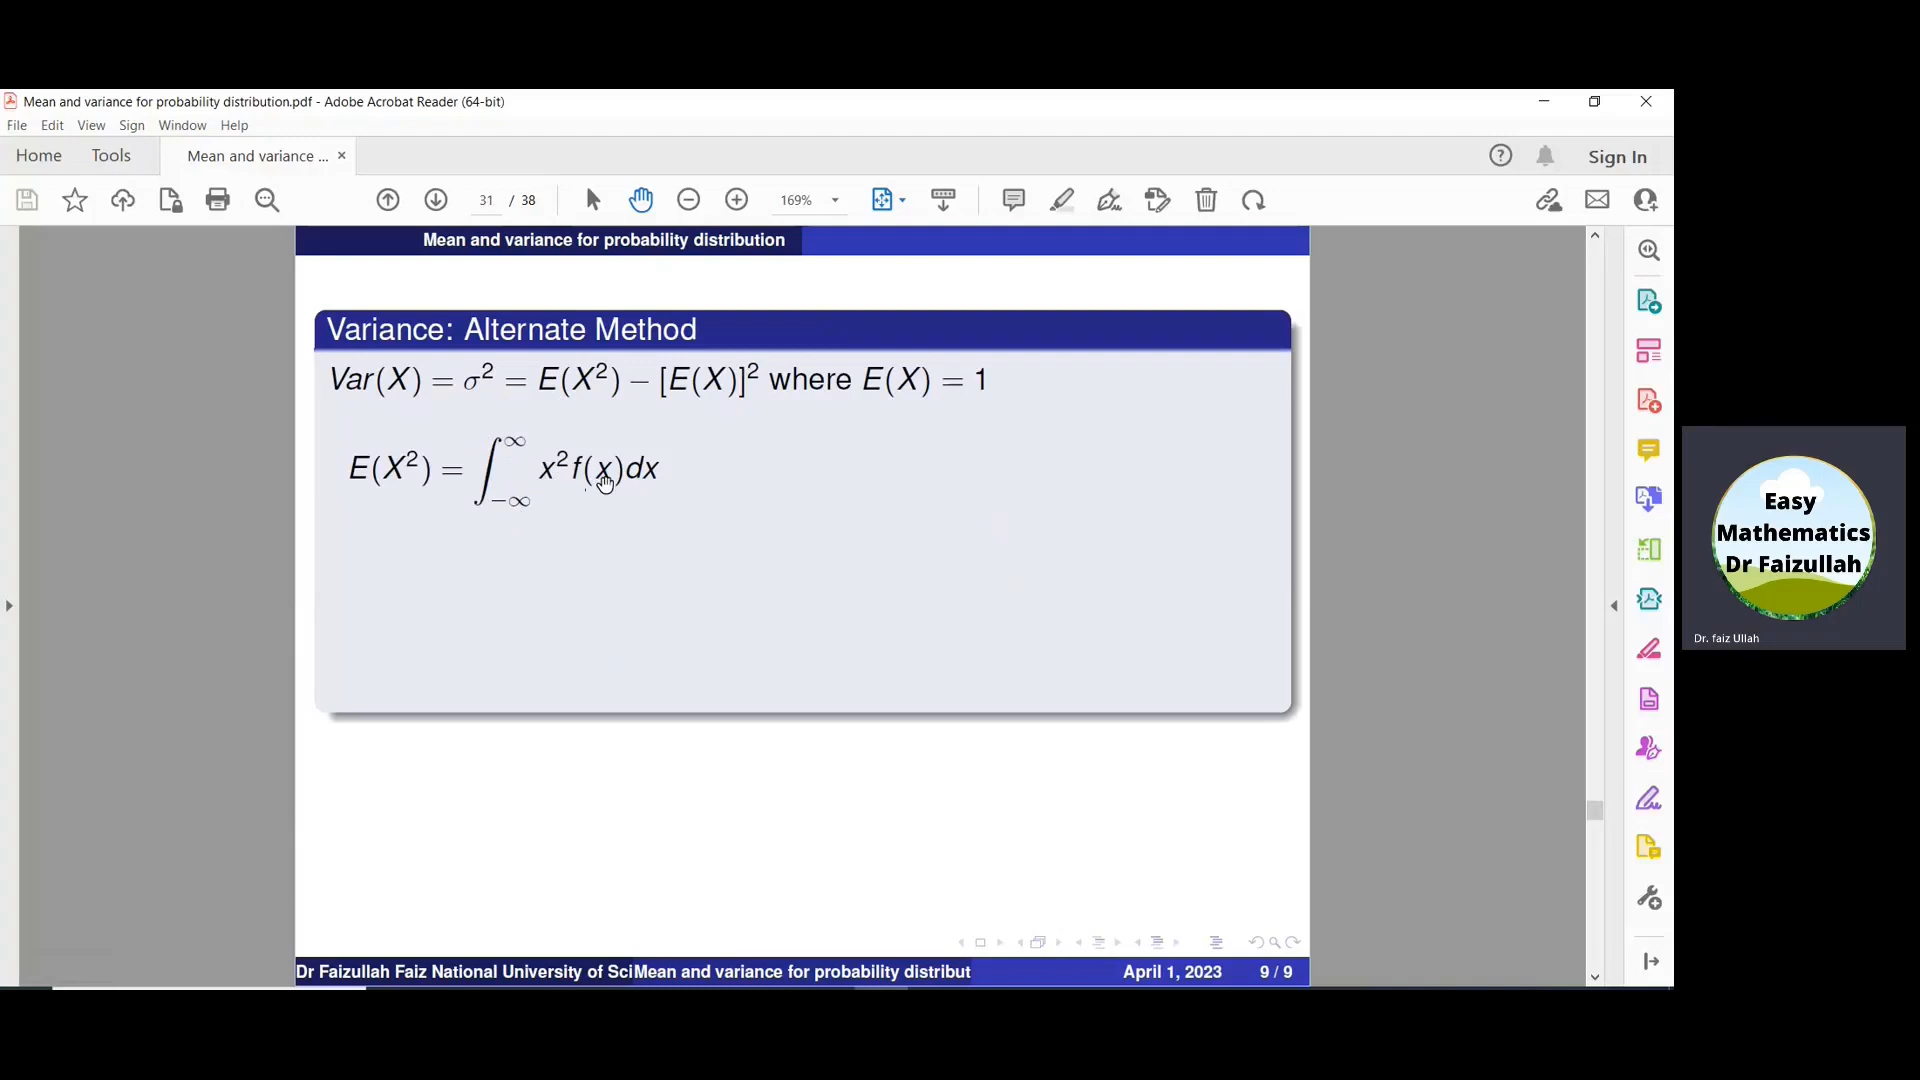 Mean and variance for probability distribution.pdf - Adobe Acrobat Reader (64-bit)
File Edit View Sign Window Help
Home Tools Mean and variance ... × Sign In
31 / 38 169%
Mean and variance for probability distribution
Variance: Alternate Method
Var(X) = σ² = E(X²) − [E(X)]² where E(X) = 1
E(X²) = ∫_{−∞}^{∞} x² f(x)dx
Easy
Mathematics
Dr Faizullah
Dr. faiz Ullah
Dr Faizullah Faiz National University of Sci Mean and variance for probability distribut April 1, 2023 9 / 9